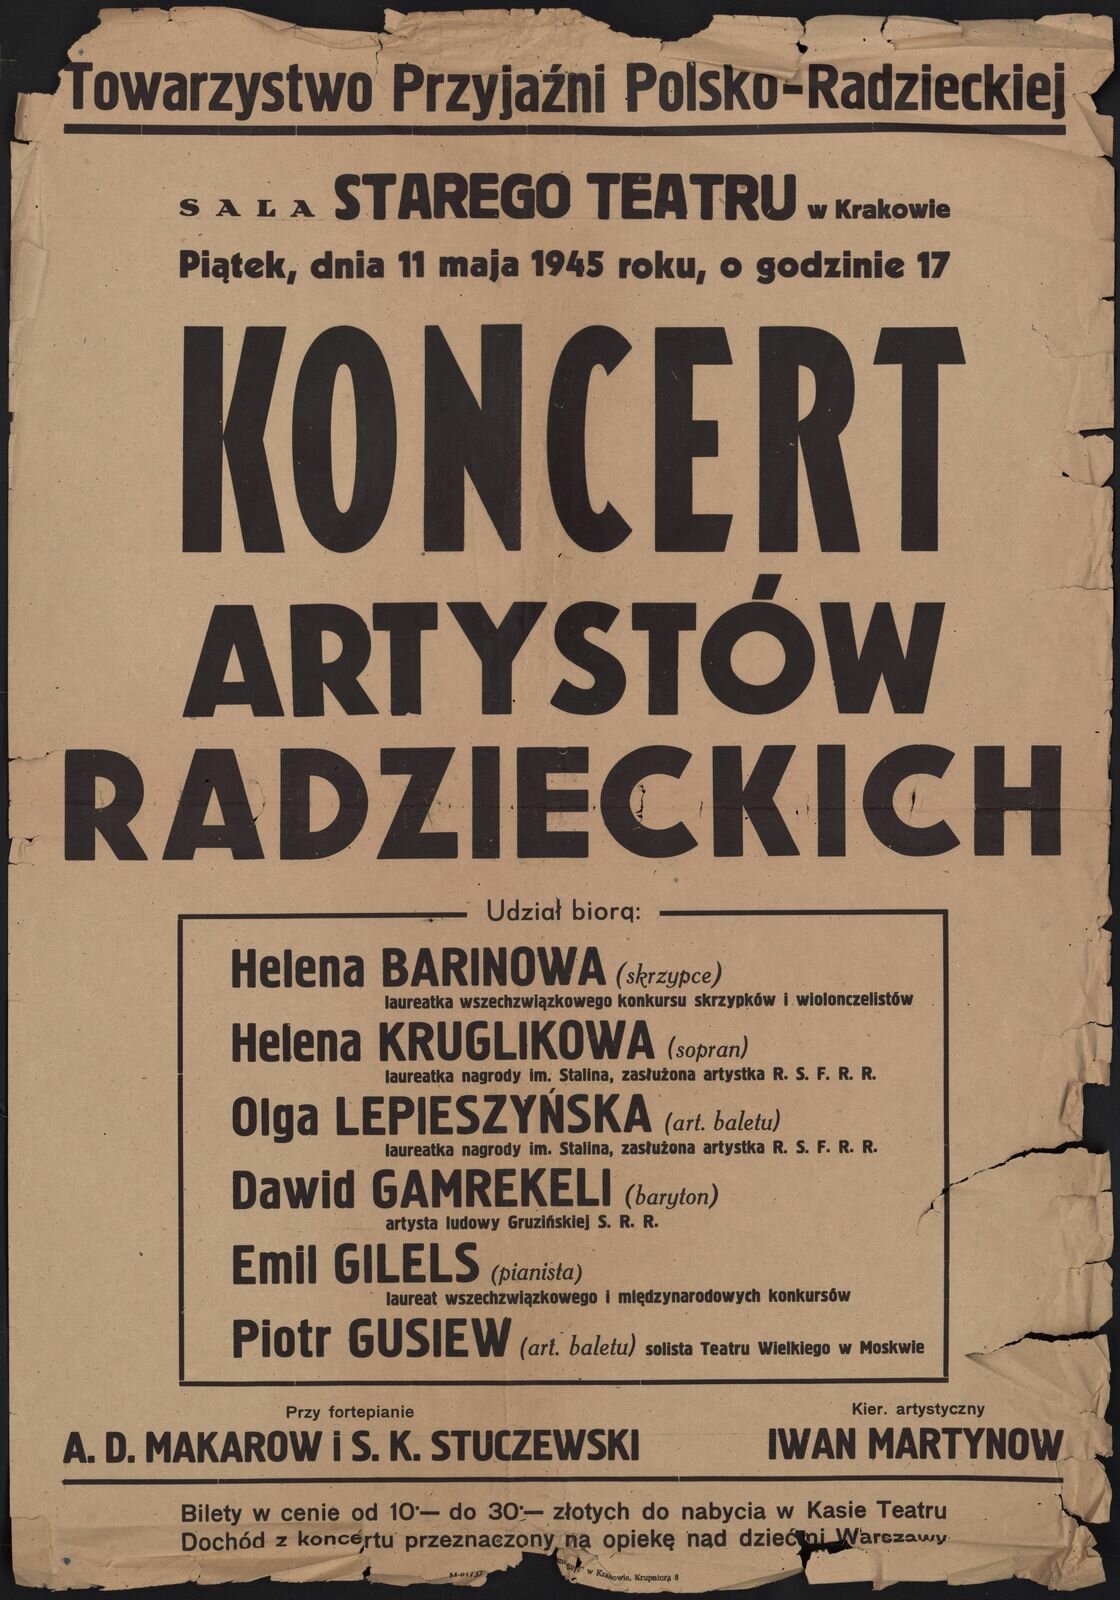 Towarzystwo Przyjaźni Polsko-Radzieckiej
SALA STAREGO TEATRU w Krakowie
Piątek, dnia 11 maja 1945 roku, o godzinie 17
KONCERT
ARTYSTÓW
RADZIECKICH
Udział biorą:
Helena BARINOWA (skrzypce)
laureatka wszechzwiązkowego konkursu skrzypków i wiolonczelistów
Helena KRUGLIKOWA (sopran)
laureatka nagrody im. Stalina, zasłużona artystka R. S. F. R. R.
Olga LEPIESZYŃSKA (art. baletu)
laureatka nagrody im. Stalina, zasłużona artystka R. S. F. R. R.
Dawid GAMREKELI (baryton)
artysta ludowy Gruzińskiej S. R. R.
Emil GILELS (pianista)
laureat wszechzwiązkowego i międzynarodowych konkursów
Piotr GUSIEW (art. baletu) solista Teatru Wielkiego w Moskwie
Przy fortepianie
A. D. MAKAROW i S. K. STUCZEWSKI
Kier. artystyczny
IWAN MARTYNOW
Bilety w cenie od 10·— do 30·— złotych do nabycia w Kasie Teatru
Dochód z koncertu przeznaczony na opiekę nad dziećmi Warszawy
w Krakowie, Krupnicza 8